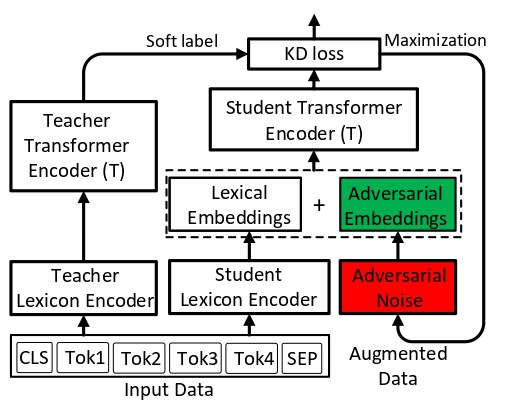 Soft label
KD loss
Maximization
Teacher
Transformer
Encoder (T)
Student Transformer
Encoder (T)
Lexical
Embeddings
+
Adversarial
Embeddings
Teacher
Lexicon Encoder
Student
Lexicon Encoder
Adversarial
Noise
CLS Tok1 Tok2 Tok3 Tok4 SEP
Input Data
Augmented
Data